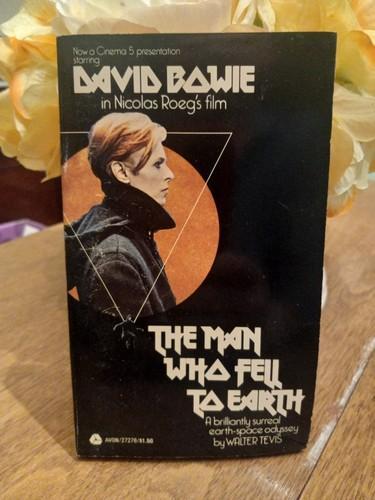 Now a Cinema 5 presentation
starring
DAVID BOWIE
in Nicolas Roeg's film
THE MAN
WHO FELL
TO EARTH
A brilliantly surreal
earth-space odyssey
by WALTER TEVIS
AVON/27276/$1.50